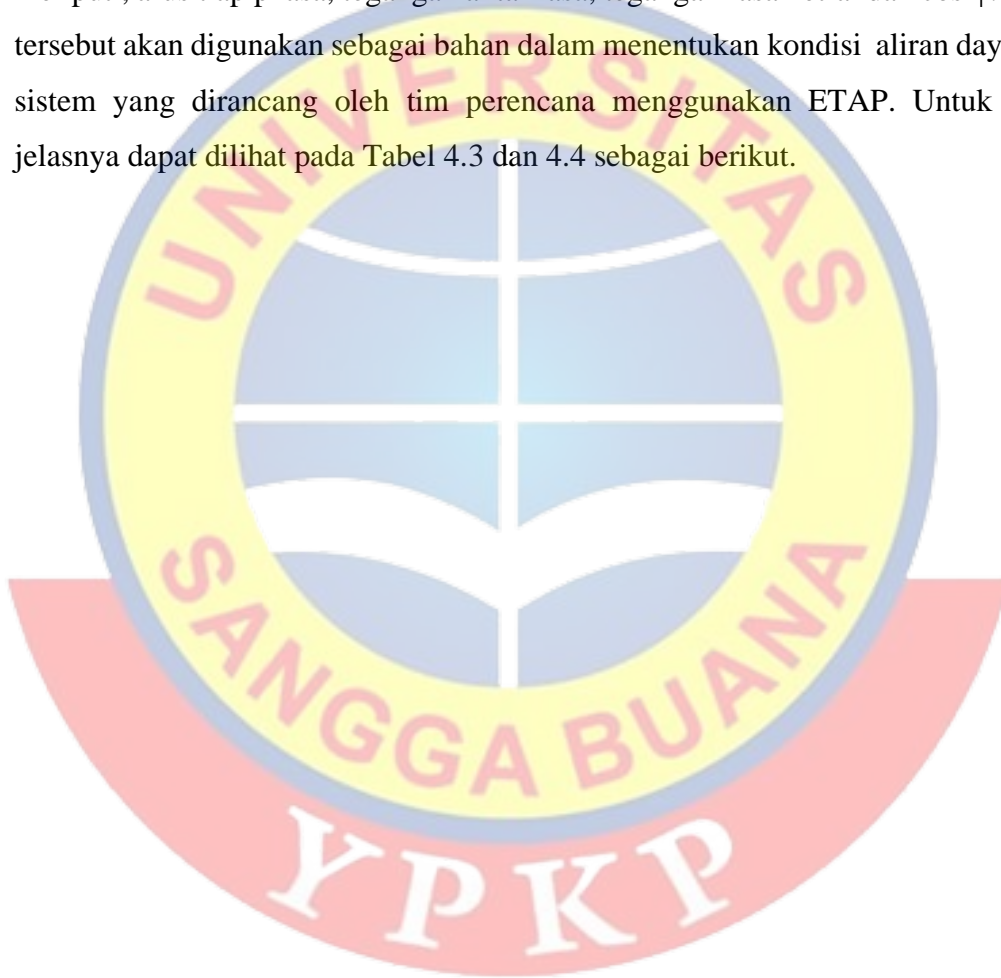 tersebut akan digunakan sebagai bahan dalam menentukan kondisi aliran day
sistem yang dirancang oleh tim perencana menggunakan ETAP. Untuk
jelasnya dapat dilihat pada Tabel 4.3 dan 4.4 sebagai berikut.
UNIVERSITAS
SANGGA BUANA
YPKP